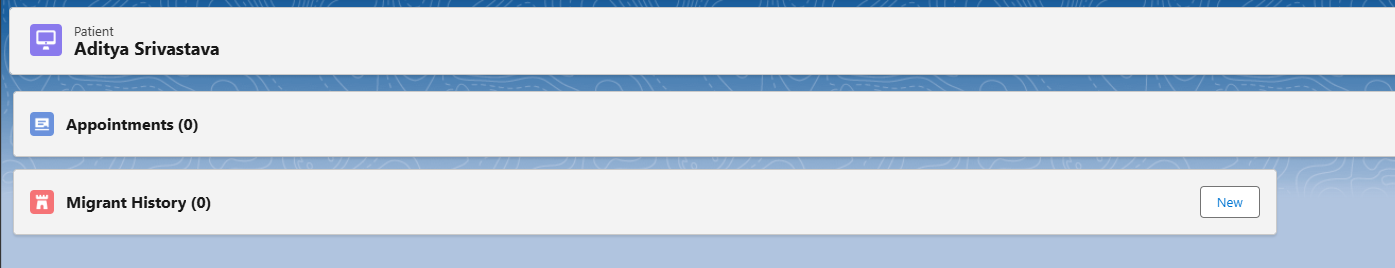 Patient
Aditya Srivastava
Appointments (0)
Migrant History (0)
New